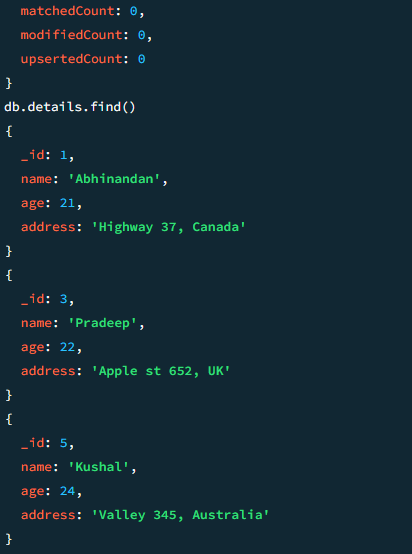 matchedCount: 0,
modifiedCount: 0,
upsertedCount: 0
}
db.details.find()
{
_id: 1,
name: 'Abhinandan',
age: 21,
address: 'Highway 37, Canada'
}
{
_id: 3,
name: 'Pradeep',
age: 22,
address: 'Apple st 652, UK'
}
{
_id: 5,
name: 'Kushal',
age: 24,
address: 'Valley 345, Australia'
}